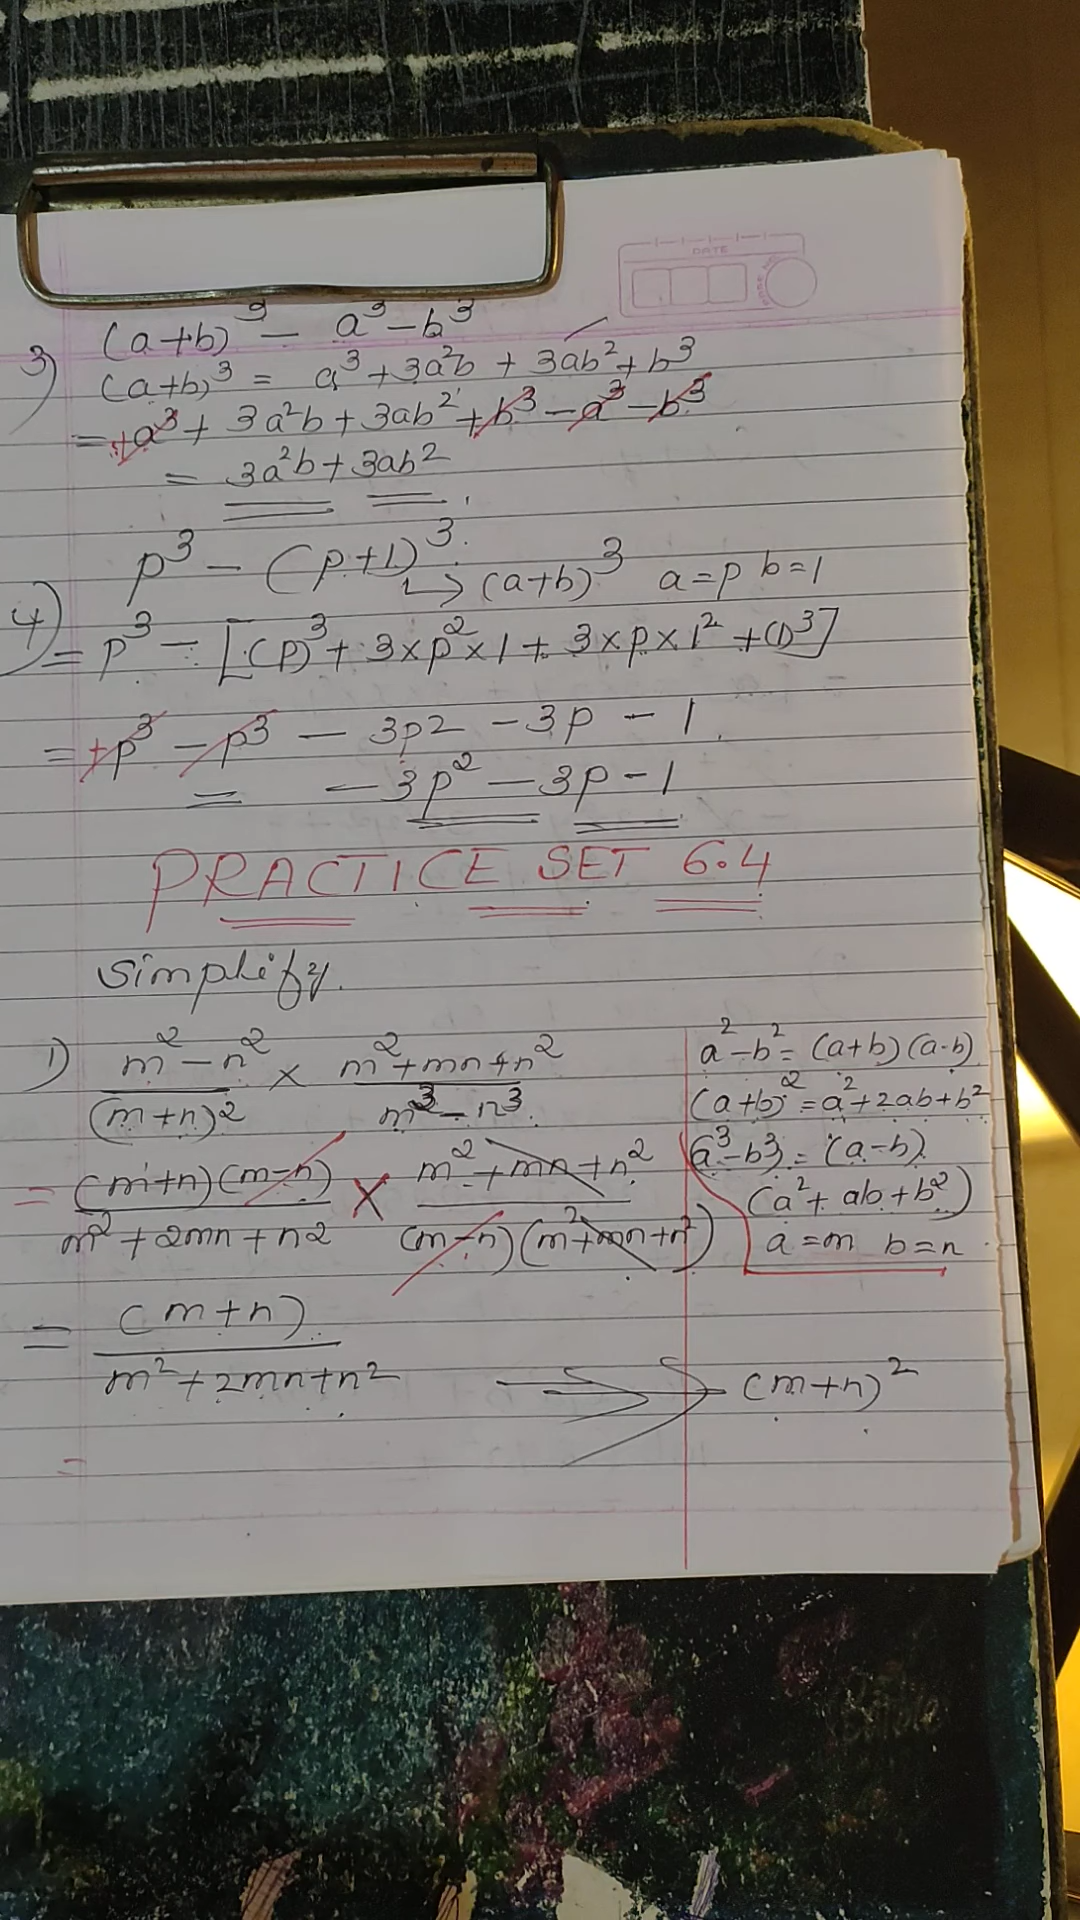 DATE
3) (a+b)³ - a³ - b³
(a+b)³ = a³ + 3a²b + 3ab² + b³
= +a³ + 3a²b + 3ab² + b³ - a³ - b³
= 3a²b + 3ab².
4) p³ - (p+1)³.
↳ (a+b)³ a=p b=1
= p³ - [(p)³ + 3×p²×1 + 3×p×1² + (1)³]
= +p³ - p³ - 3p2 - 3p - 1.
= -3p² - 3p - 1
PRACTICE SET 6.4
Simplify.
1) m² - n² / (m+n)2 × m² + mn + n² / m³ - n³.
= (m+n)(m-n) / m² + 2mn + n2 × m² + mn + n² / (m-n)(m² + mn + n²)
= (m+n) / m² + 2mn + n² ⇒ (m+n)²
=
a² - b² = (a+b)(a-b)
(a+b)² = a² + 2ab + b²
a³ - b³ = (a-b)
(a² + ab + b²)
a = m b = n